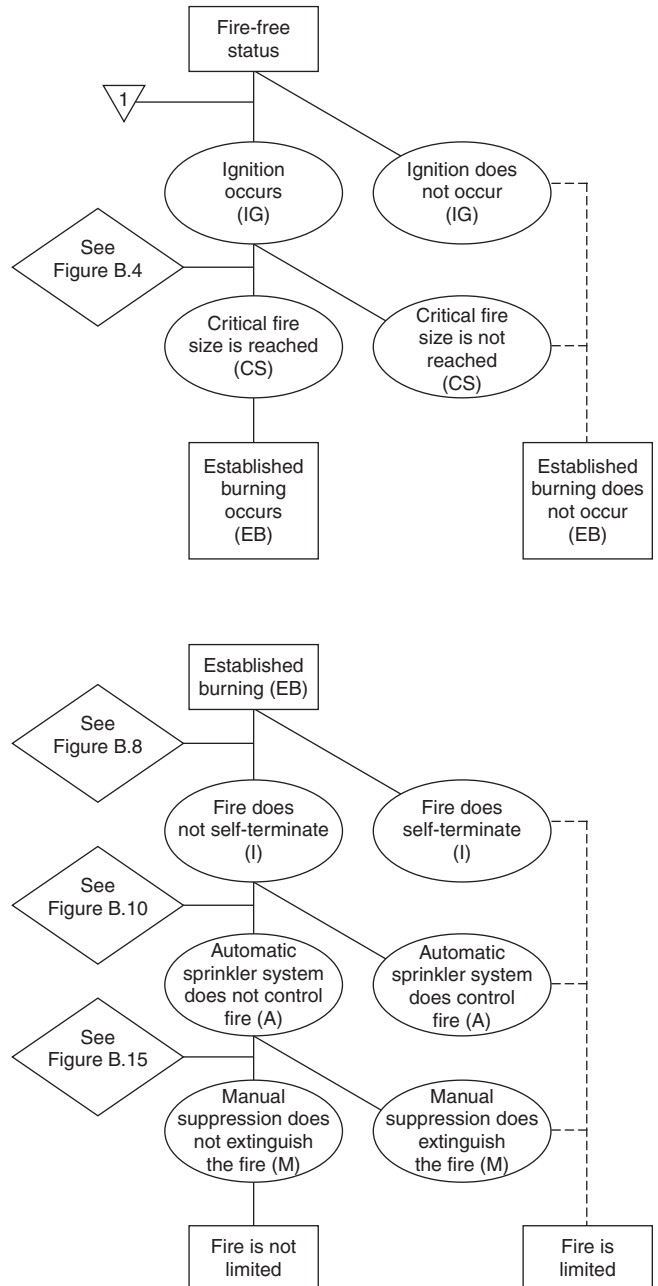 Fire-free
status
1
Ignition
occurs
(IG)
Ignition does
not occur
(IG)
See
Figure B.4
Critical fire
size is reached
(CS)
Critical fire
size is not
reached
(CS)
Established
burning
occurs
(EB)
Established
burning does
not occur
(EB)
Established
burning (EB)
See
Figure B.8
Fire does
not self-terminate
(I)
Fire does
self-terminate
(I)
See
Figure B.10
Automatic
sprinkler system
does not control
fire (A)
Automatic
sprinkler system
does control
fire (A)
See
Figure B.15
Manual
suppression does
not extinguish
the fire (M)
Manual
suppression does
extinguish
the fire (M)
Fire is not
limited
Fire is
limited